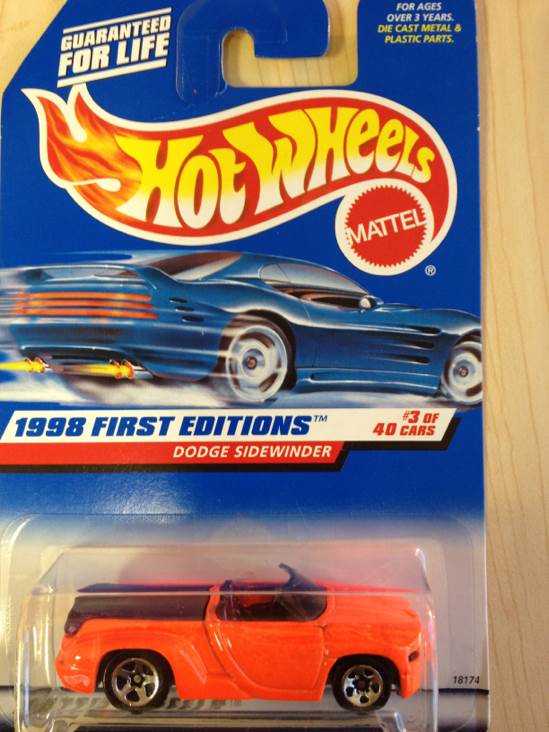 GUARANTEED
FOR LIFE
FOR AGES
OVER 3 YEARS.
DIE CAST METAL &
PLASTIC PARTS.
HOT WHEELS
MATTEL
®
1998 FIRST EDITIONS™
#3 OF
40 CARS
DODGE SIDEWINDER
18174